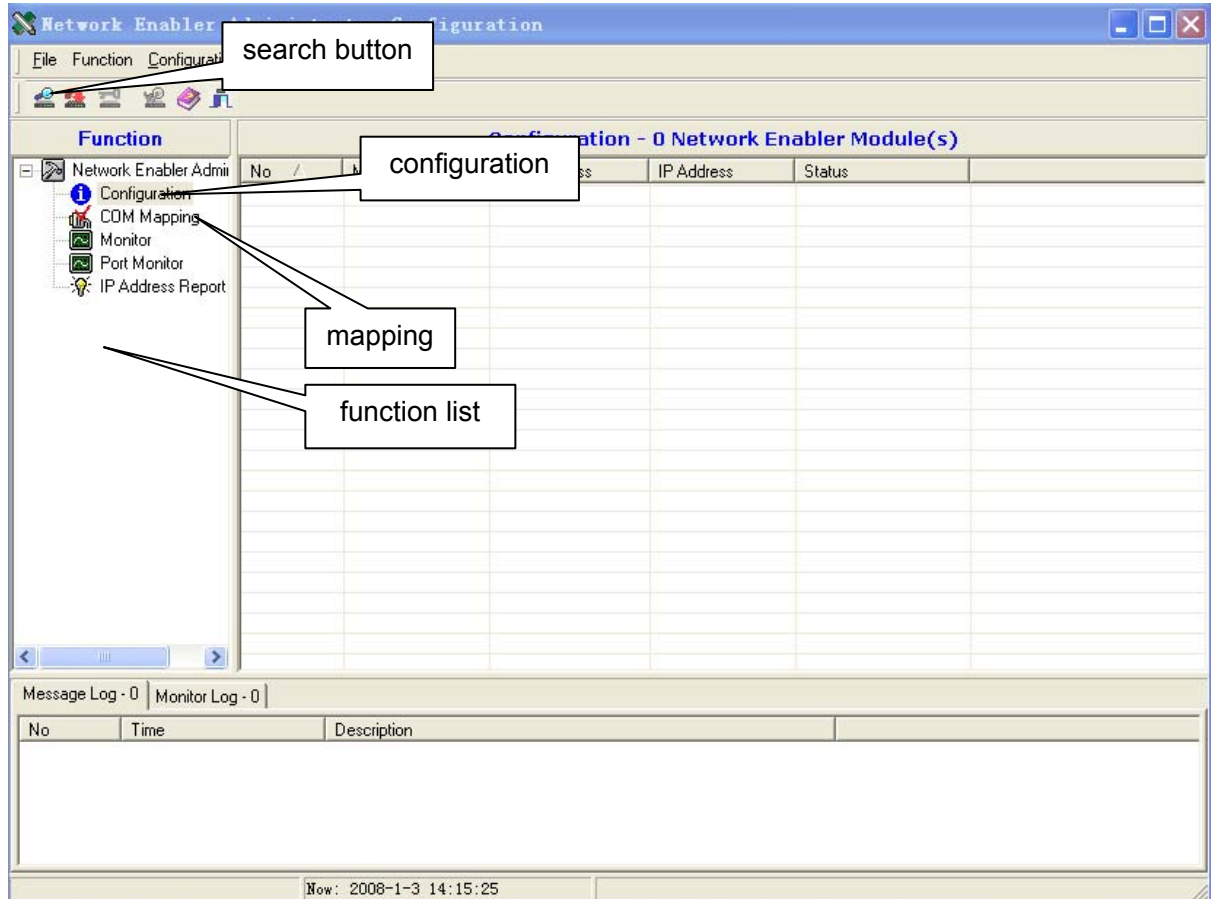 Network Enabler
iguration
search button
File Function Configurati
Function
ation - 0 Network Enabler Module(s)
configuration
Network Enabler Admii
No / M ss IP Address Status
Configuration
COM Mapping
Monitor
Port Monitor
IP Address Report
mapping
function list
Message Log - 0 Monitor Log - 0
No Time Description
Now: 2008-1-3 14:15:25